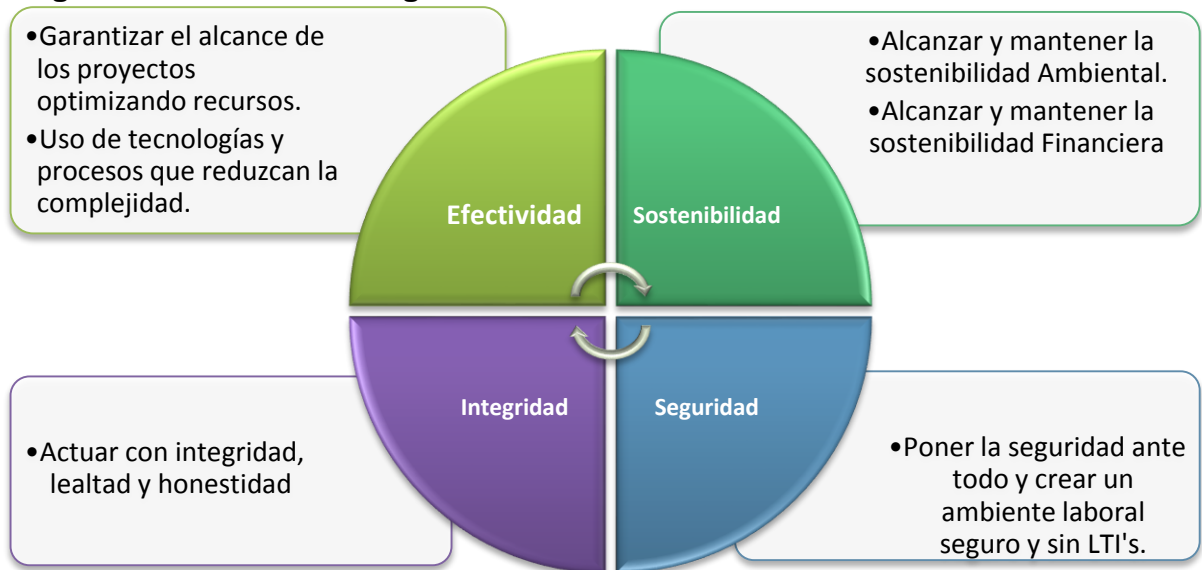 •Garantizar el alcance de
los proyectos
optimizando recursos.
•Uso de tecnologías y
procesos que reduzcan la
complejidad.
•Alcanzar y mantener la
sostenibilidad Ambiental.
•Alcanzar y mantener la
sostenibilidad Financiera
Efectividad
Sostenibilidad
Integridad
Seguridad
•Actuar con integridad,
lealtad y honestidad
•Poner la seguridad ante
todo y crear un
ambiente laboral
seguro y sin LTI's.